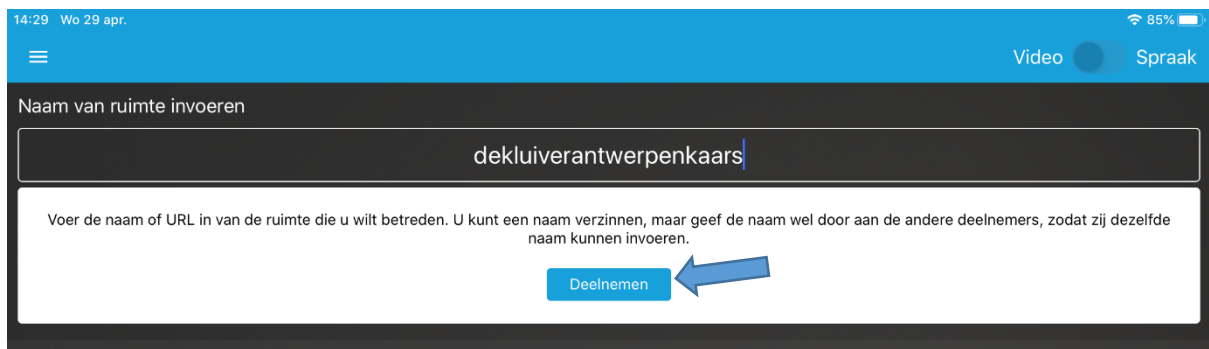 14:29 Wo 29 apr.
85%
Video Spraak
Naam van ruimte invoeren
dekluiverantwerpenkaars
Voer de naam of URL in van de ruimte die u wilt betreden. U kunt een naam verzinnen, maar geef de naam wel door aan de andere deelnemers, zodat zij dezelfde
naam kunnen invoeren.
Deelnemen